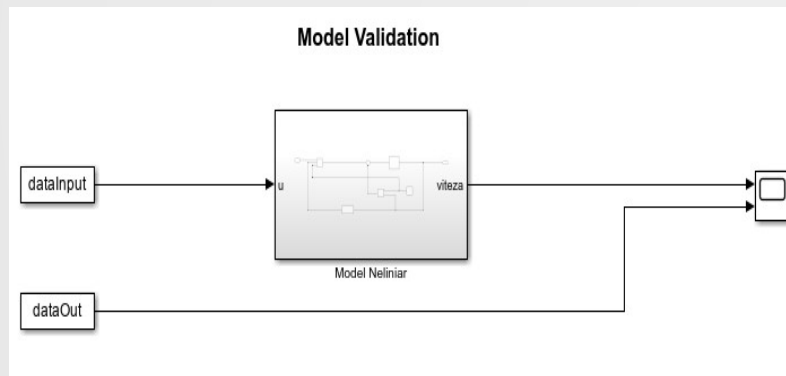 Model Validation
dataInput
u
viteza
Model Neliniar
dataOut